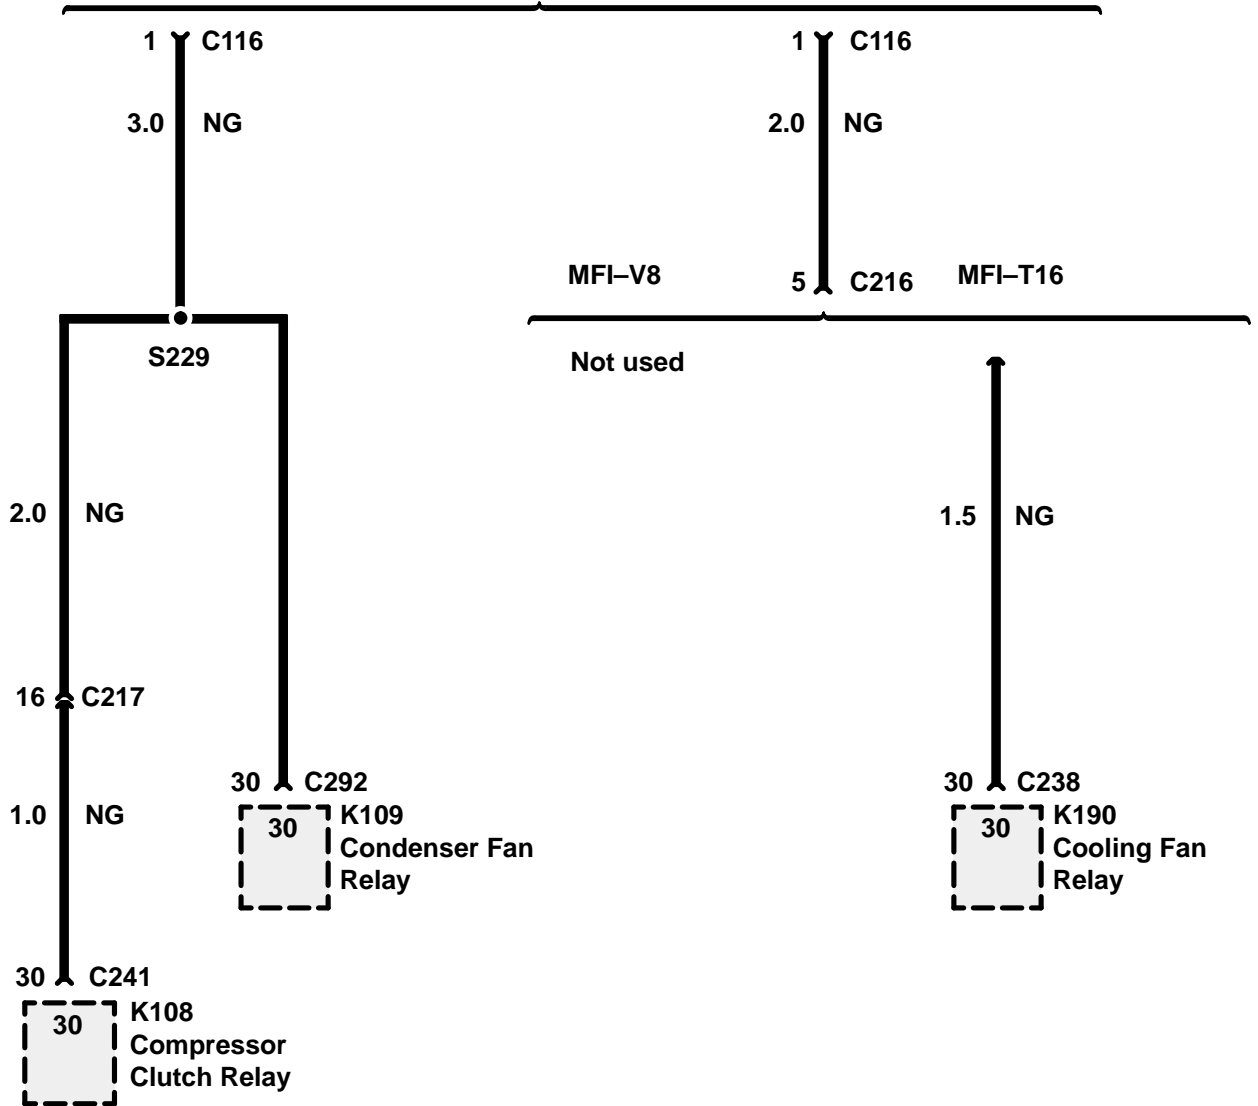 1 C116
1 C116
3.0 NG
2.0 NG
MFI–V8
5 C216
MFI–T16
S229
Not used
2.0 NG
1.5 NG
16 C217
30 C292
30 C238
1.0 NG
30
K109
Condenser Fan
Relay
30
K190
Cooling Fan
Relay
30 C241
30
K108
Compressor
Clutch Relay